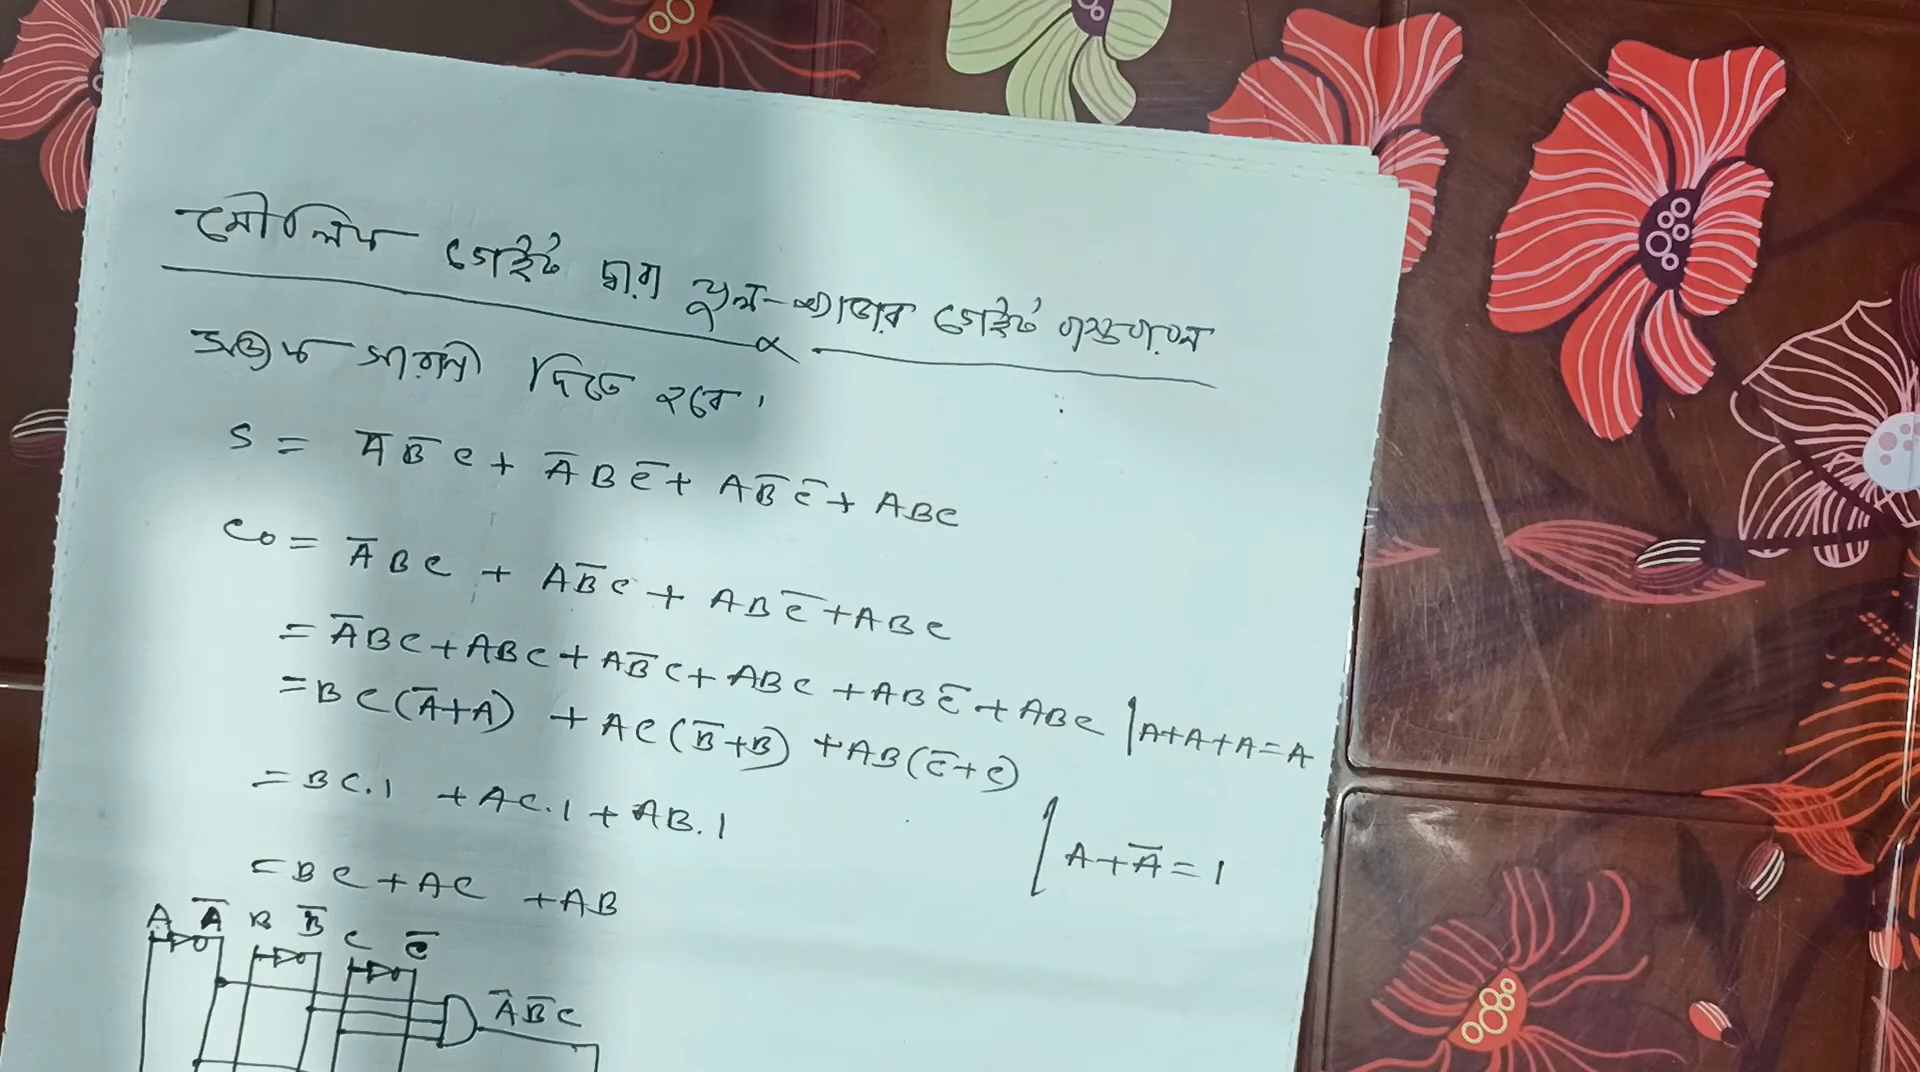 মৌলিক গেইট দ্বারা ফুল-অ্যাডার গেইট বাস্তবায়ন
সত্যক সারণী দিতে হবে।
S = A̅B̅C + A̅BC̅ + AB̅C̅ + ABC
C₀ = A̅BC + AB̅C + ABC̅ + ABC
= A̅BC + ABC + AB̅C + ABC + ABC̅ + ABC | A+A+A=A
= BC(A̅+A) + AC(B̅+B) + AB(C̅+C)
= BC.1 + AC.1 + AB.1 | A+A̅=1
= BC + AC + AB
A A̅ B B̅ C C̅
A̅B̅C